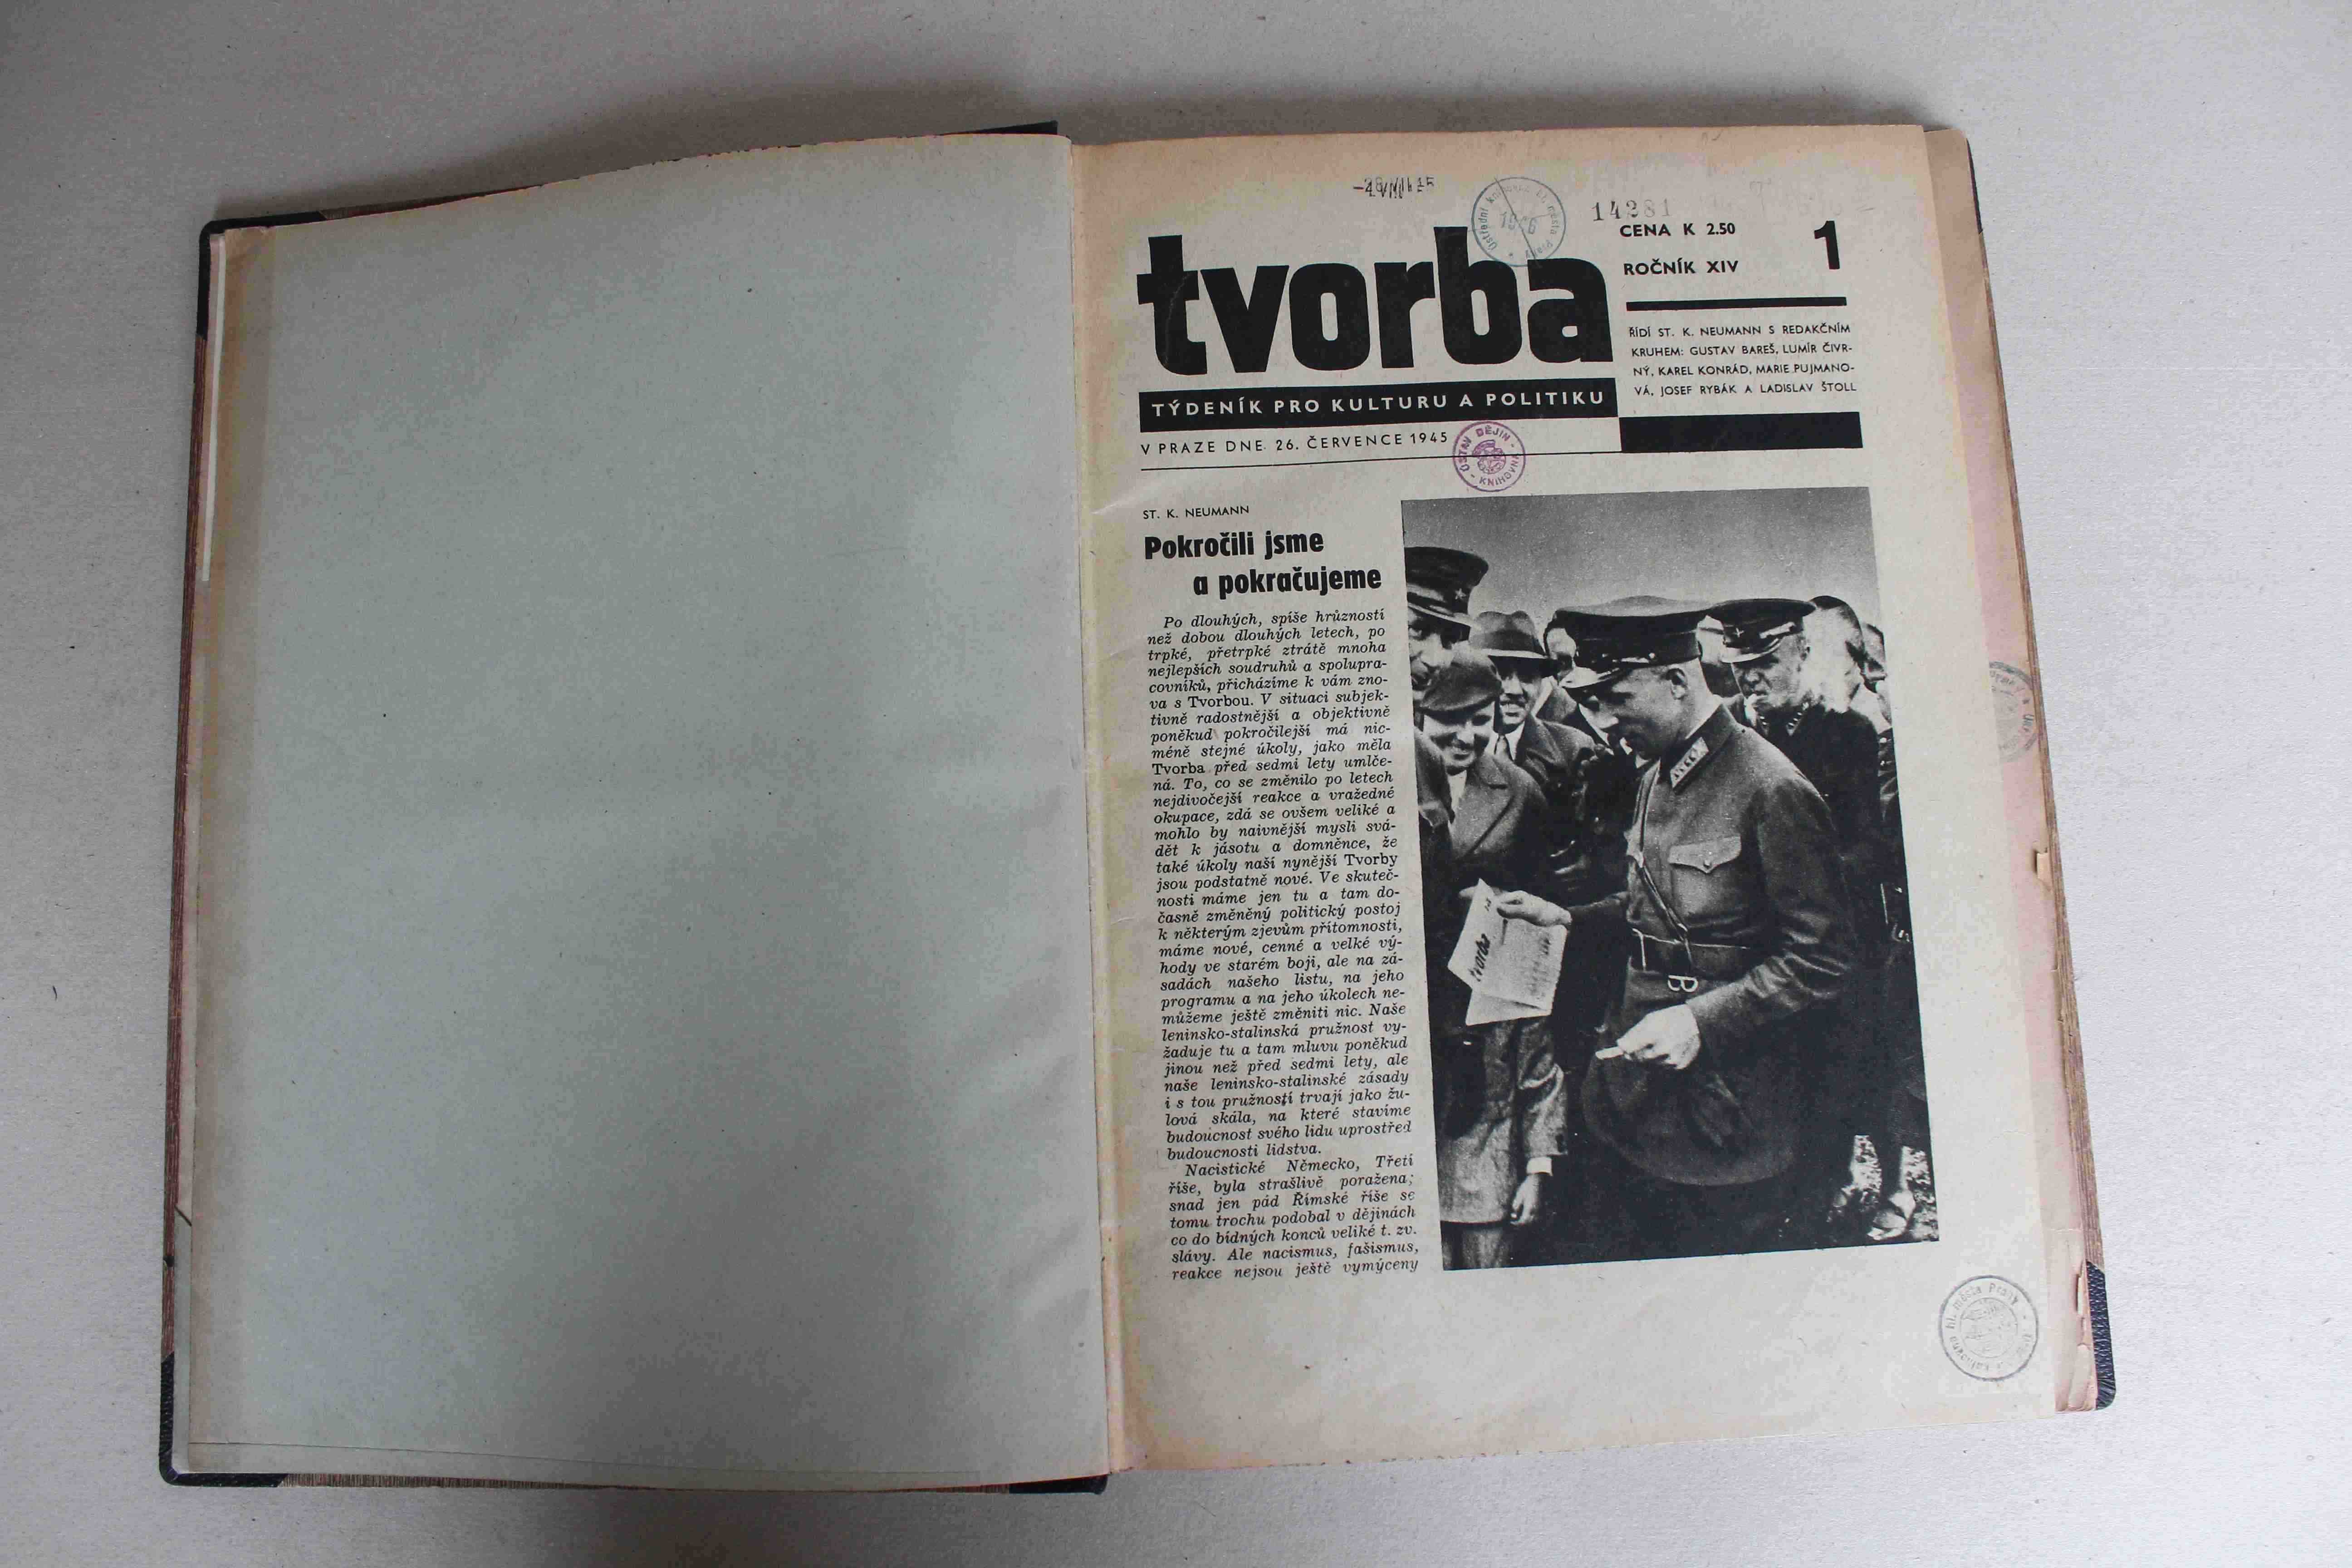 14281
CENA K 2.50
ROČNÍK XIV
1
tvorba
ŘÍDÍ ST. K. NEUMANN S REDAKČNÍM
KRUHEM: GUSTAV BAREŠ, LUMÍR ČIVR-
NÝ, KAREL KONRÁD, MARIE PUJMANO-
VÁ, JOSEF RYBÁK A LADISLAV ŠTOLL
TÝDENÍK PRO KULTURU A POLITIKU
V PRAZE DNE 26. ČERVENCE 1945
ÚSTAV DĚJIN
KNIHOVNA
ST. K. NEUMANN
Pokročili jsme
a pokračujeme
Po dlouhých, spíše hrůzností
než dobou dlouhých letech, po
trpké, přetrpké ztrátě mnoha
nejlepších soudruhů a spolupra-
covníků, přicházíme k vám zno-
va s Tvorbou. V situaci subjek-
tivně radostnější a objektivně
poněkud pokročilejší má nic-
méně stejné úkoly, jako měla
Tvorba před sedmi lety umlče-
ná. To, co se změnilo po letech
nejdivočejší reakce a vražedné
okupace, zdá se ovšem veliké a
mohlo by naivnější mysli svá-
dět k jásotu a domněnce, že
také úkoly naší nynější Tvorby
jsou podstatně nové. Ve skuteč-
nosti máme jen tu a tam do-
časně změněný politický postoj
k některým zjevům přítomnosti,
máme nové, cenné a velké vý-
hody ve starém boji, ale na zá-
sadách našeho listu, na jeho
programu a na jeho úkolech ne-
můžeme ještě změniti nic. Naše
leninsko-stalinská pružnost vy-
žaduje tu a tam mluvu poněkud
jinou než před sedmi lety, ale
naše leninsko-stalinské zásady
i s tou pružností trvají jako žu-
lová skála, na které stavíme
budoucnost svého lidu uprostřed
budoucnosti lidstva.
Nacistické Německo, Třetí
říše, byla strašlivě poražena;
snad jen pád Římské říše se
tomu trochu podobal v dějinách
co do bídných konců veliké t. zv.
slávy. Ale nacismus, fašismus,
reakce nejsou ještě vymýceny
tvorba